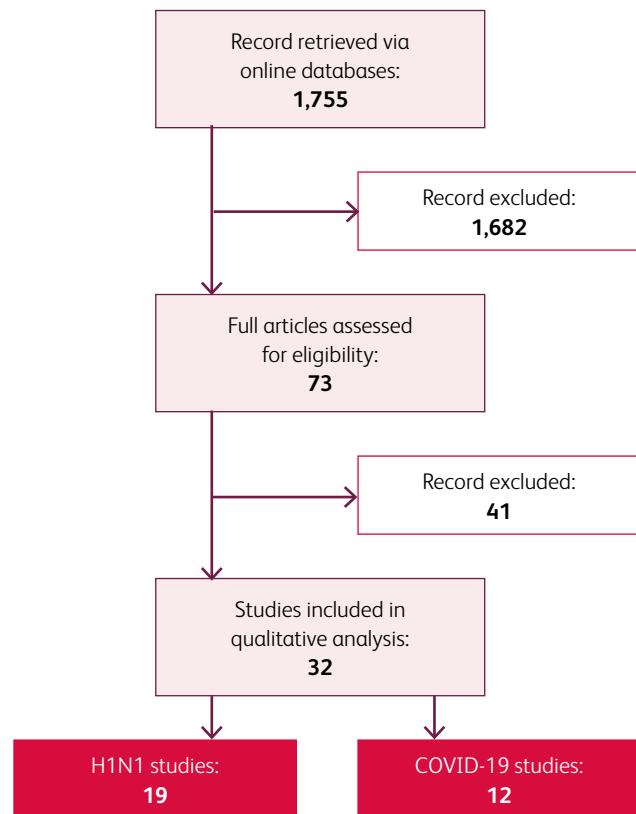 Record retrieved via
online databases:
1,755
Record excluded:
1,682
Full articles assessed
for eligibility:
73
Record excluded:
41
Studies included in
qualitative analysis:
32
H1N1 studies:
19
COVID-19 studies:
12